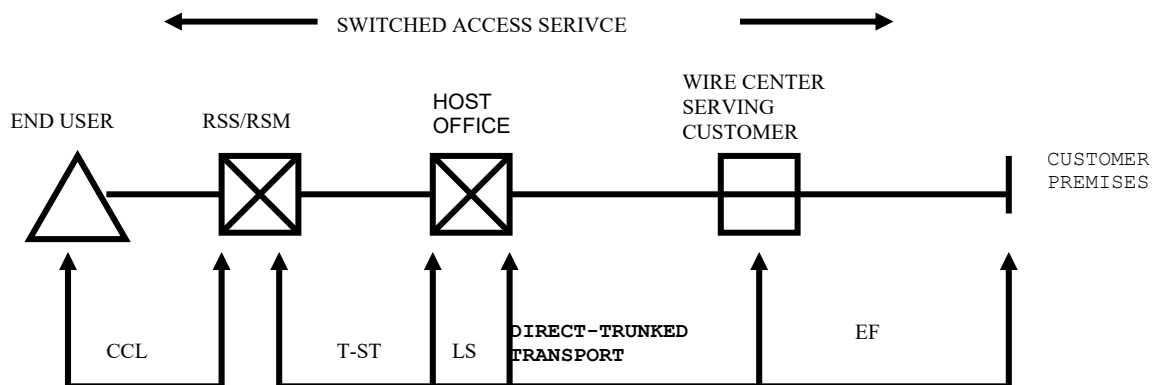 SWITCHED ACCESS SERIVCE
END USER
RSS/RSM
HOST
OFFICE
WIRE CENTER
SERVING
CUSTOMER
CUSTOMER
PREMISES
CCL
T-ST
LS
DIRECT-TRUNKED
TRANSPORT
EF